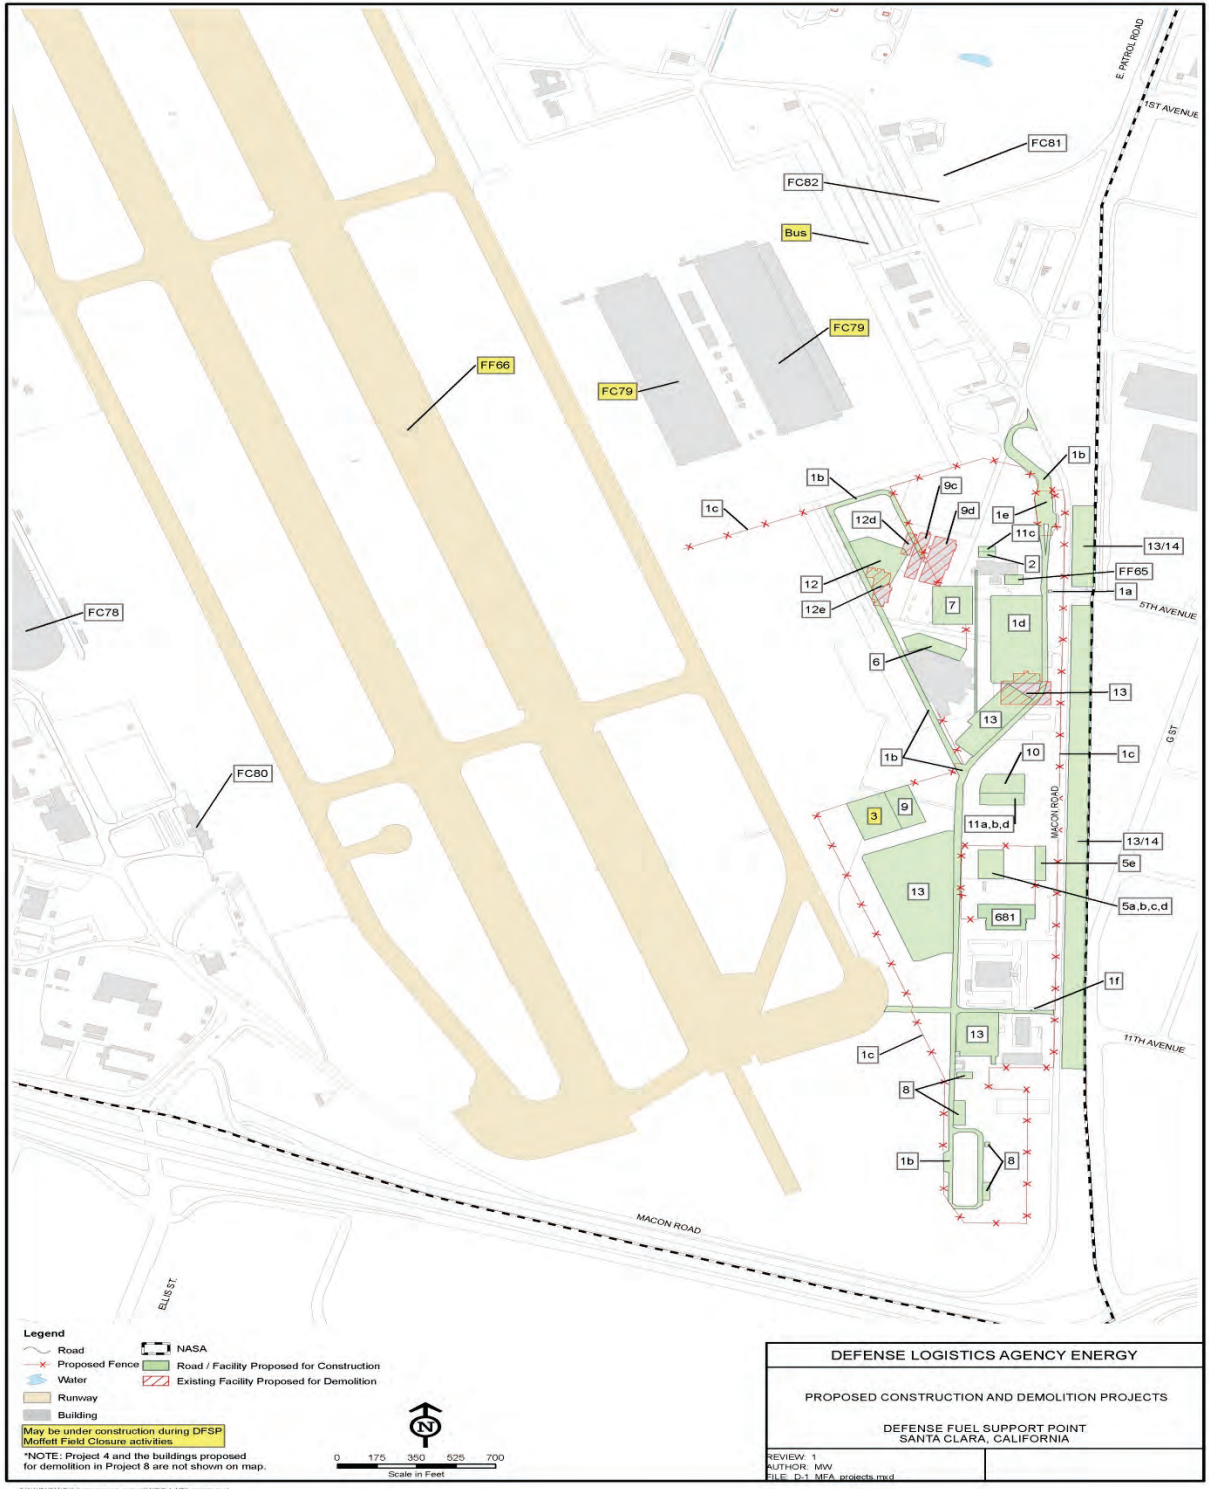 E. PATROL ROAD
1ST AVENUE
FC81
FC82
Bus
FC79
FF66
FC79
1b
1b
9c
1c
9d
12d
1e
11c
13/14
2
FF65
12
1a
12e
7
1d
FC78
5TH AVENUE
6
13
13
G ST
1b
10
1c
FC80
MACON ROAD
9
3
11a,b,d
13/14
5e
13
5a,b,c,d
681
1f
13
11TH AVENUE
1c
8
1b
8
MACON ROAD
ELLIS ST.
Legend
Road
NASA
Proposed Fence
Road / Facility Proposed for Construction
Water
Existing Facility Proposed for Demolition
Runway
Building
May be under construction during DFSP
Moffett Field Closure activities
*NOTE: Project 4 and the buildings proposed
for demolition in Project 8 are not shown on map.
N
0 175 350 525 700
Scale in Feet
DEFENSE LOGISTICS AGENCY ENERGY
PROPOSED CONSTRUCTION AND DEMOLITION PROJECTS
DEFENSE FUEL SUPPORT POINT
SANTA CLARA, CALIFORNIA
REVIEW: 1
AUTHOR: MW
FILE: D-1_MFA_projects.mxd